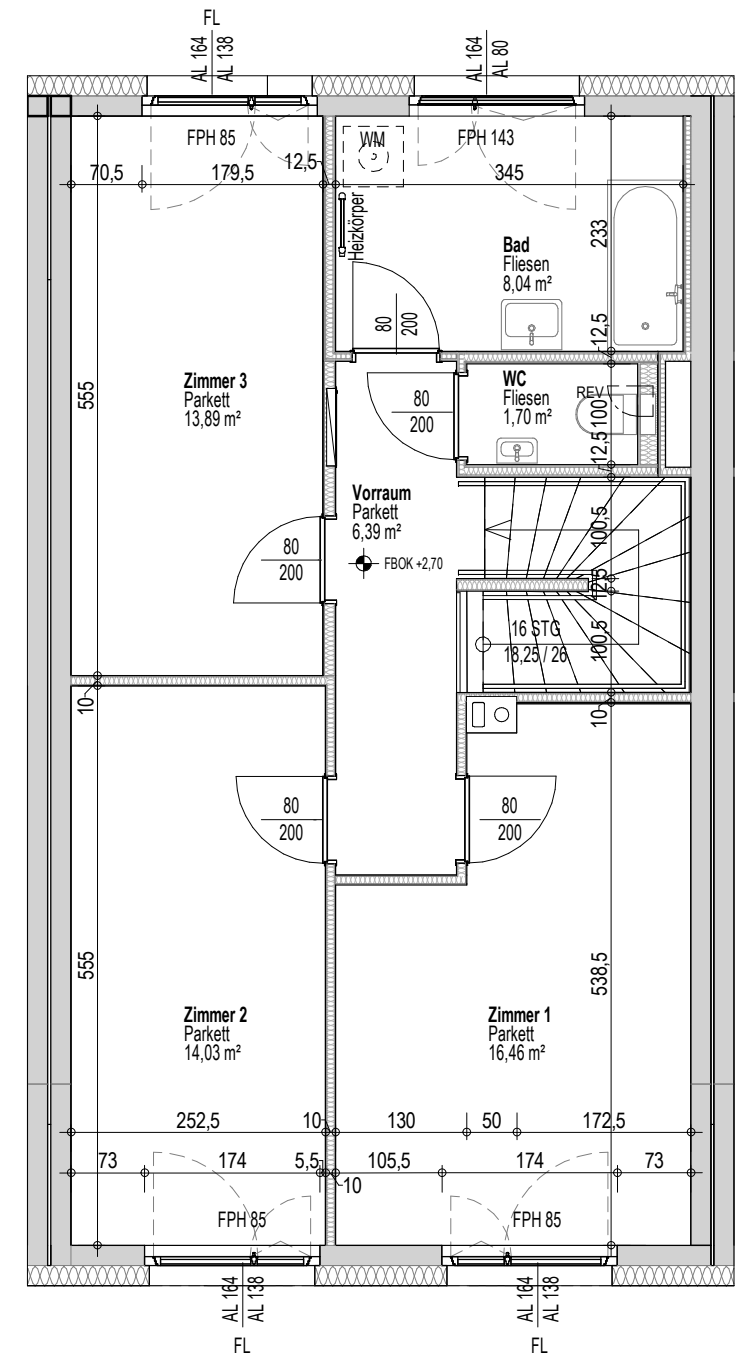 FL
AL 164
AL 138
AL 164
AL 80
FPH 85
WM
FPH 143
70,5
179,5
12,5
345
Heizkörper
233
Bad
Fliesen
8,04 m²
80
200
12,5
555
Zimmer 3
Parkett
13,89 m²
80
200
WC
Fliesen
1,70 m²
REV
100
12,5
Vorraum
Parkett
6,39 m²
FBOK +2,70
80
200
100,5
12,5
16 STG
18,25 / 26
100,5
10
10
80
200
80
200
555
538,5
Zimmer 2
Parkett
14,03 m²
Zimmer 1
Parkett
16,46 m²
252,5
10
130
50
172,5
73
174
5,5
10
105,5
174
73
FPH 85
FPH 85
AL 164
AL 138
AL 164
AL 138
FL
FL